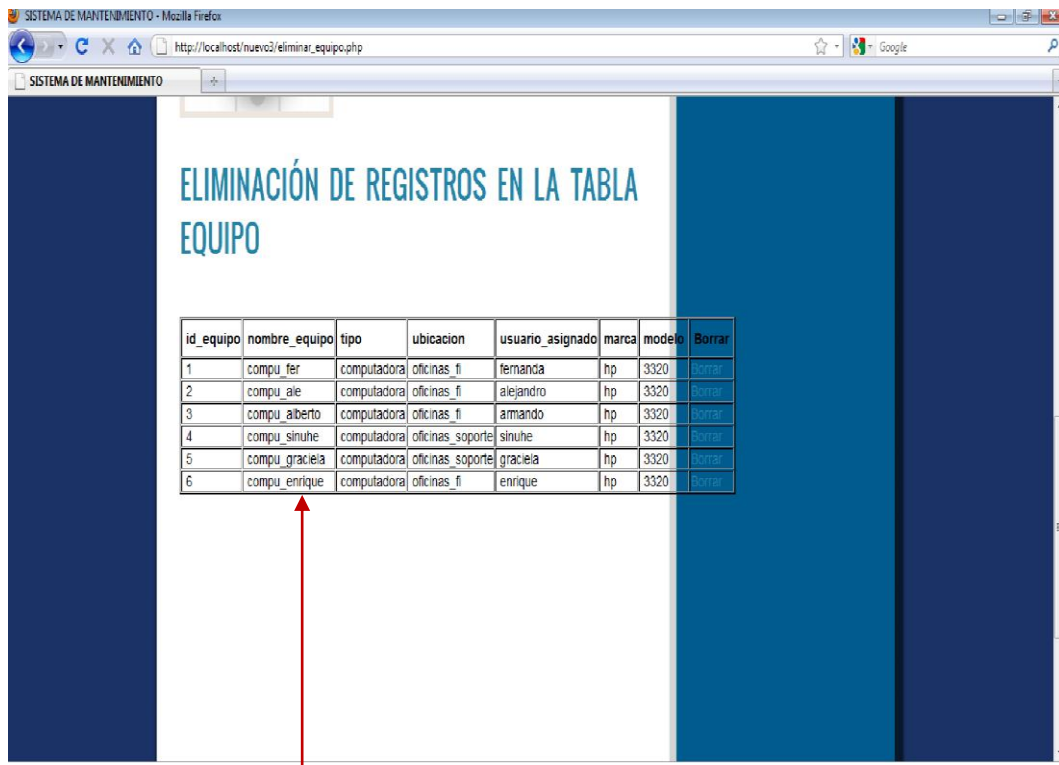 SISTEMA DE MANTENIMIENTO - Mozilla Firefox
http://localhost/nuevo3/eliminar_equipo.php
Google
SISTEMA DE MANTENIMIENTO
ELIMINACIÓN DE REGISTROS EN LA TABLA
EQUIPO
id_equipo nombre_equipo tipo ubicacion usuario_asignado marca modelo Borrar
1 compu_fer computadora oficinas_fi fernanda hp 3320 Borrar
2 compu_ale computadora oficinas_fi alejandro hp 3320 Borrar
3 compu_alberto computadora oficinas_fi armando hp 3320 Borrar
4 compu_sinuhe computadora oficinas_soporte sinuhe hp 3320 Borrar
5 compu_graciela computadora oficinas_soporte graciela hp 3320 Borrar
6 compu_enrique computadora oficinas_fi enrique hp 3320 Borrar